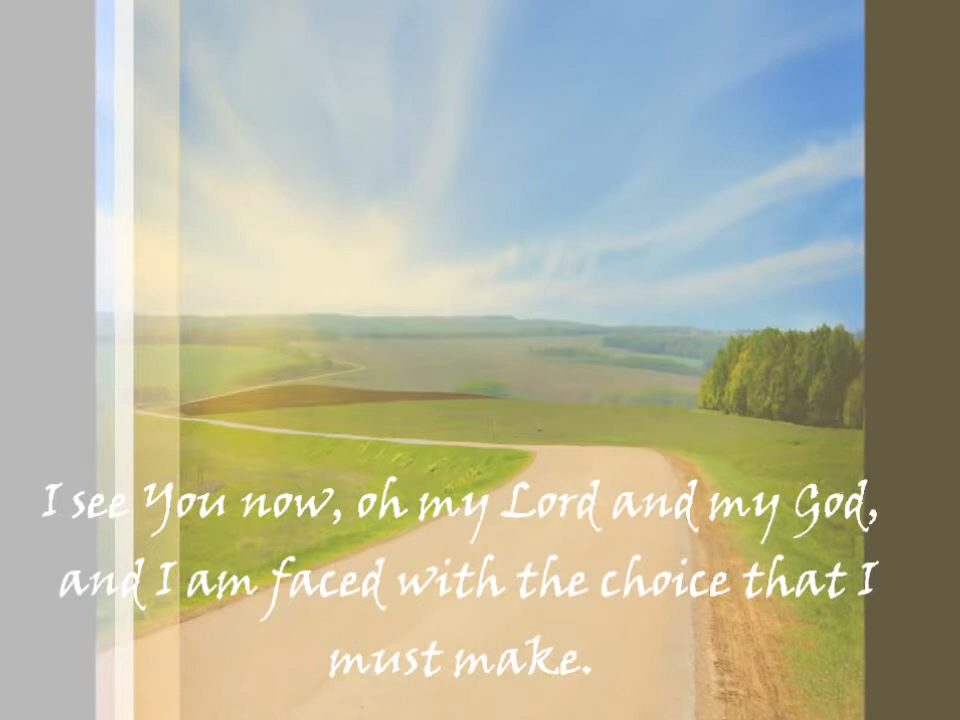 I see You now, oh my Lord and my God,
and I am faced with the choice that I
must make.